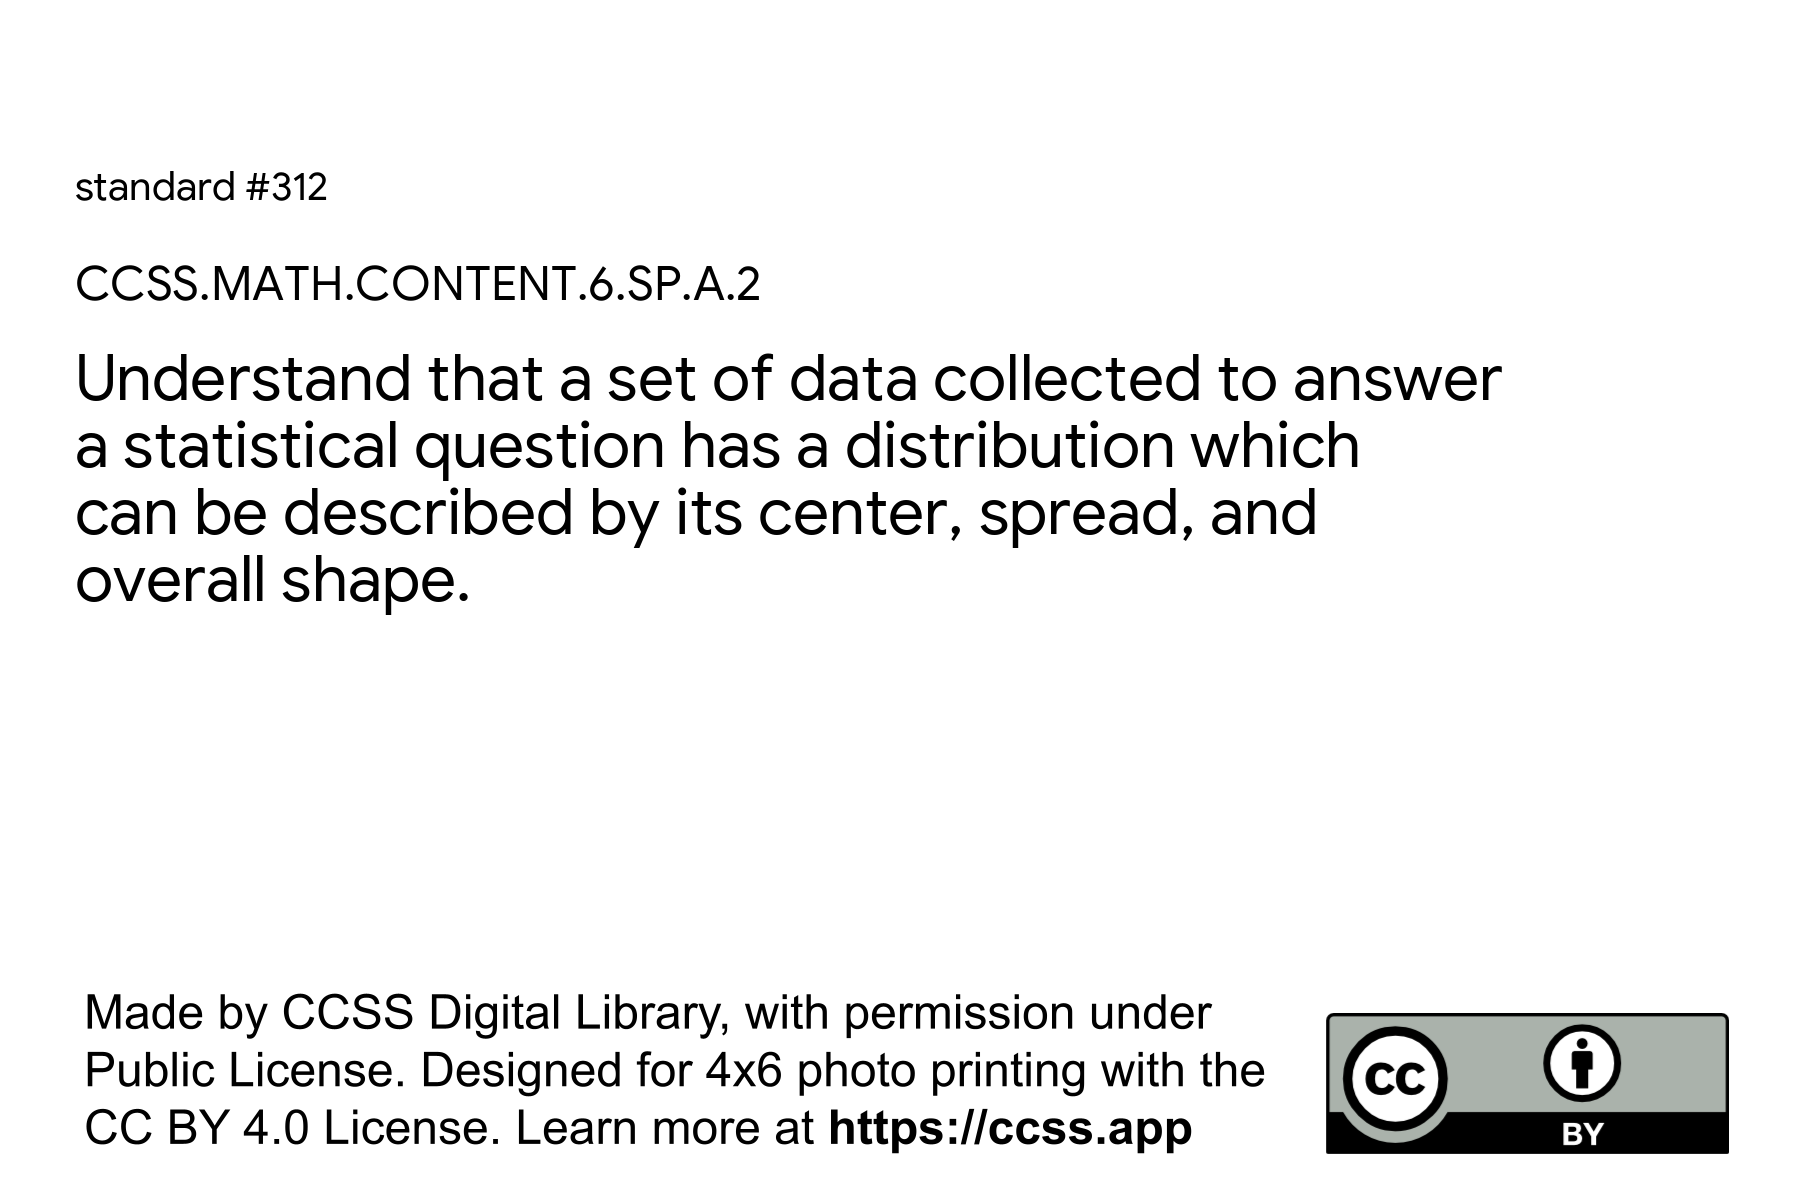 standard #312
CCSS.MATH.CONTENT.6.SP.A.2
Understand that a set of data collected to answer
a statistical question has a distribution which
can be described by its center, spread, and
overall shape.
Made by CCSS Digital Library, with permission under
Public License. Designed for 4x6 photo printing with the
CC BY 4.0 License. Learn more at https://ccss.app
CC
BY